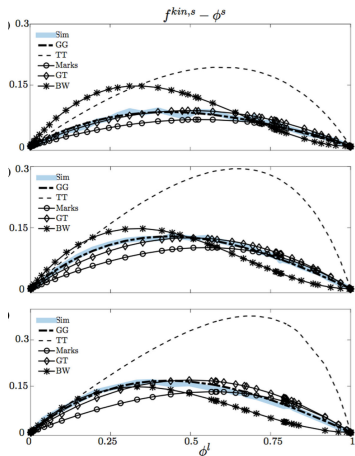 f^{kin,s} − ϕ^s
0.3
)
Sim
GG
TT
Marks
GT
BW
0.15
0
0.3
)
Sim
GG
TT
Marks
GT
BW
0.15
0
)
Sim
GG
TT
Marks
GT
BW
0.3
0.15
0
0 0.25 0.5 0.75 1
ϕ^l